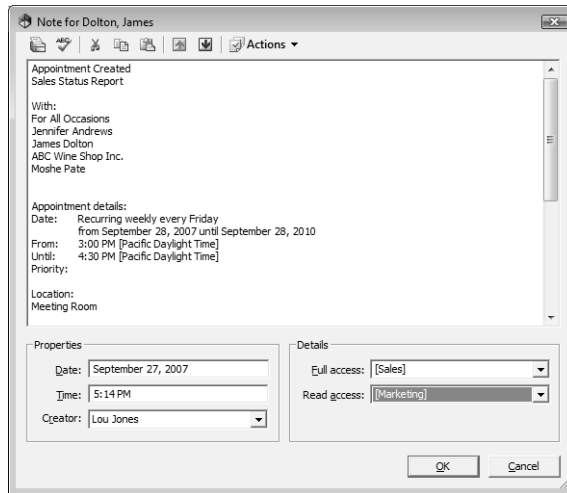 Note for Dolton, James
ABC
Actions
Appointment Created
Sales Status Report
With:
For All Occasions
Jennifer Andrews
James Dolton
ABC Wine Shop Inc.
Moshe Pate
Appointment details:
Date: Recurring weekly every Friday
from September 28, 2007 until September 28, 2010
From: 3:00 PM [Pacific Daylight Time]
Until: 4:30 PM [Pacific Daylight Time]
Priority:
Location:
Meeting Room
Properties
Date: September 27, 2007
Time: 5:14 PM
Creator: Lou Jones
Details
Full access: [Sales]
Read access: [Marketing]
OK Cancel